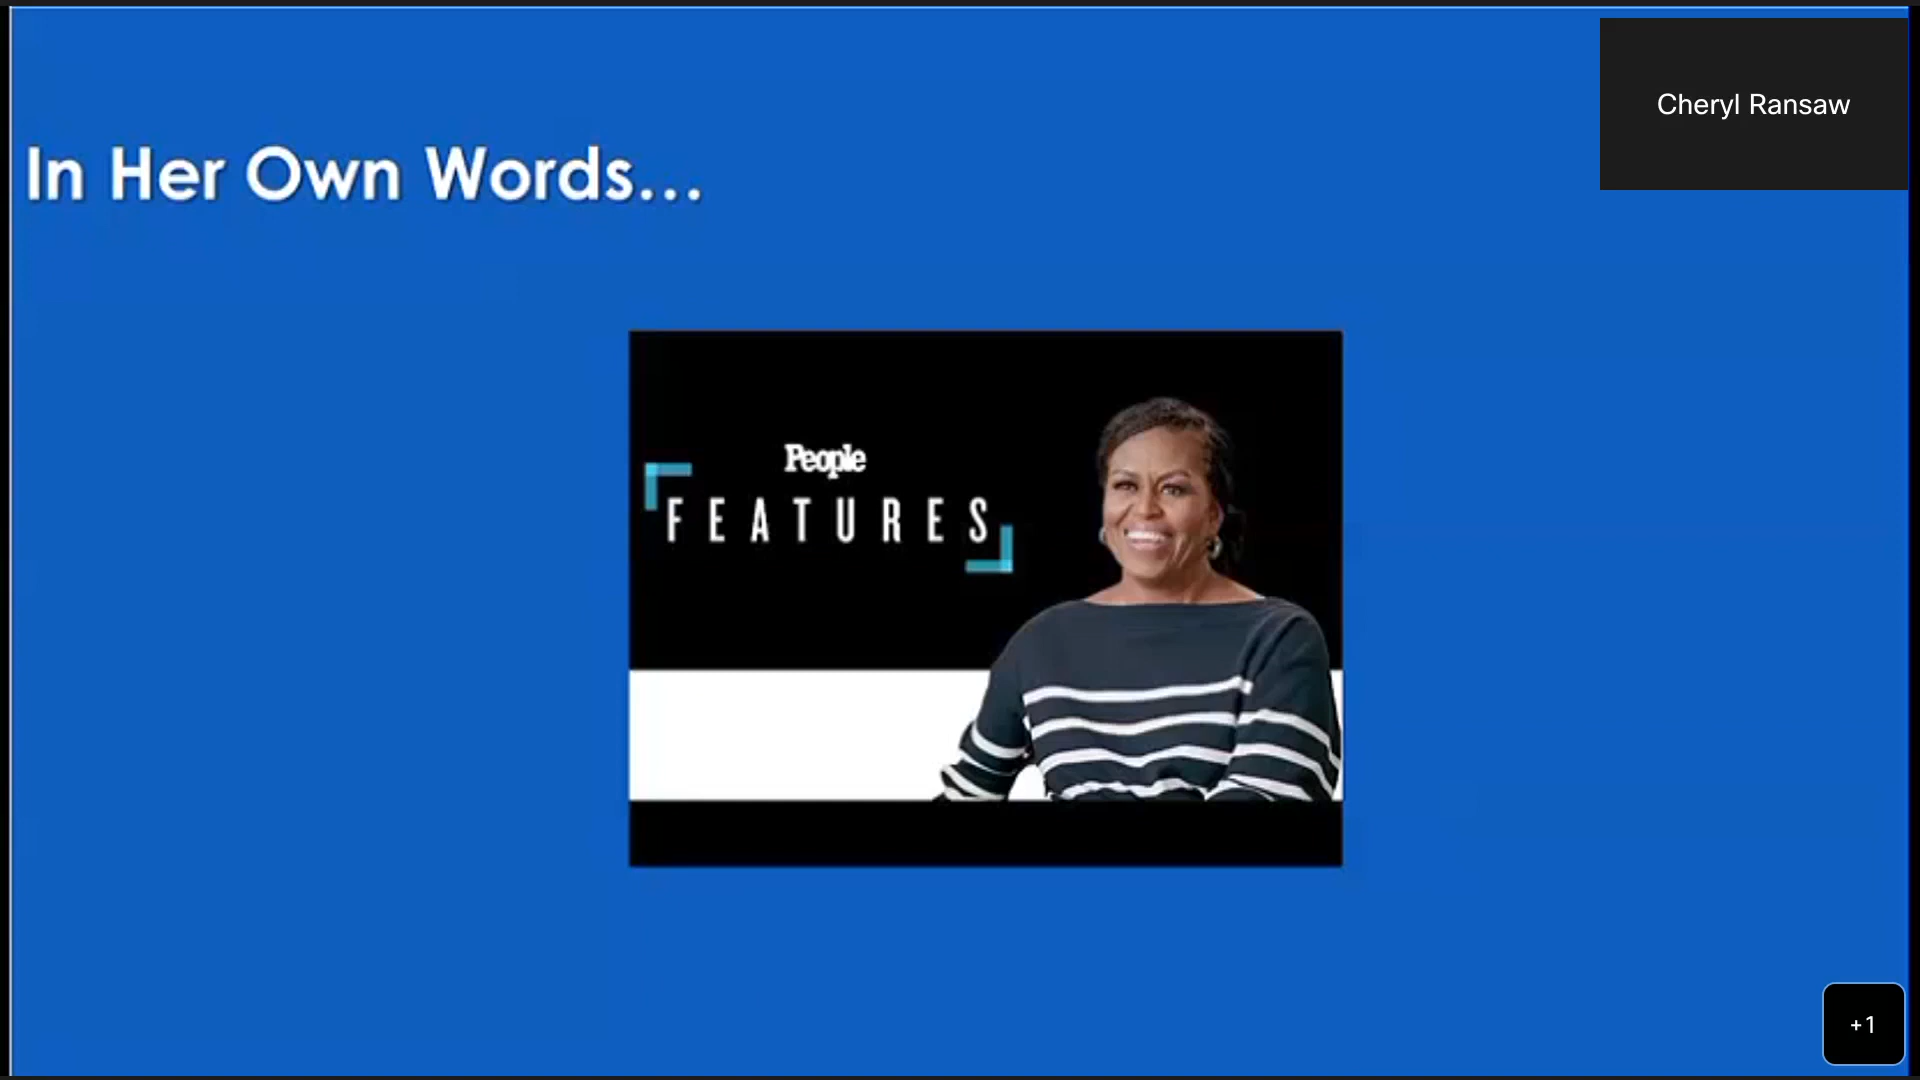 Cheryl Ransaw
In Her Own Words...
People
FEATURES
+1